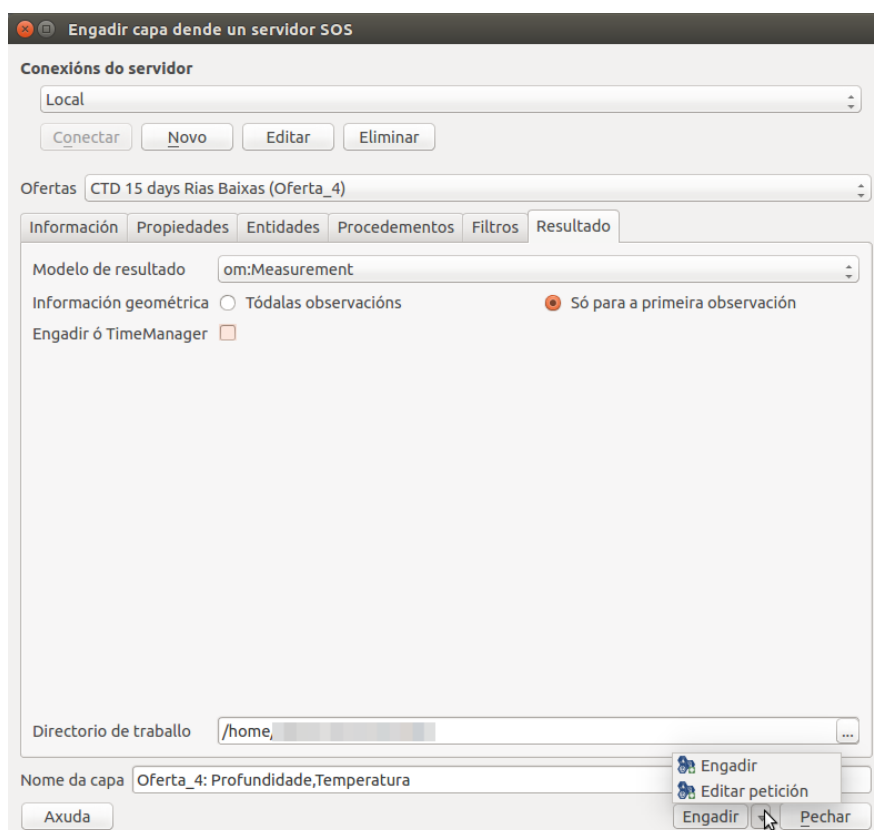 Engadir capa dende un servidor SOS
Conexións do servidor
Local
Conectar Novo Editar Eliminar
Ofertas CTD 15 days Rias Baixas (Oferta_4)
Información Propiedades Entidades Procedementos Filtros Resultado
Modelo de resultado om:Measurement
Información geométrica Tódalas observacións Só para a primeira observación
Engadir ó TimeManager
Directorio de traballo /home/ ...
Engadir
Nome da capa Oferta_4: Profundidade,Temperatura
Editar petición
Axuda Engadir Pechar